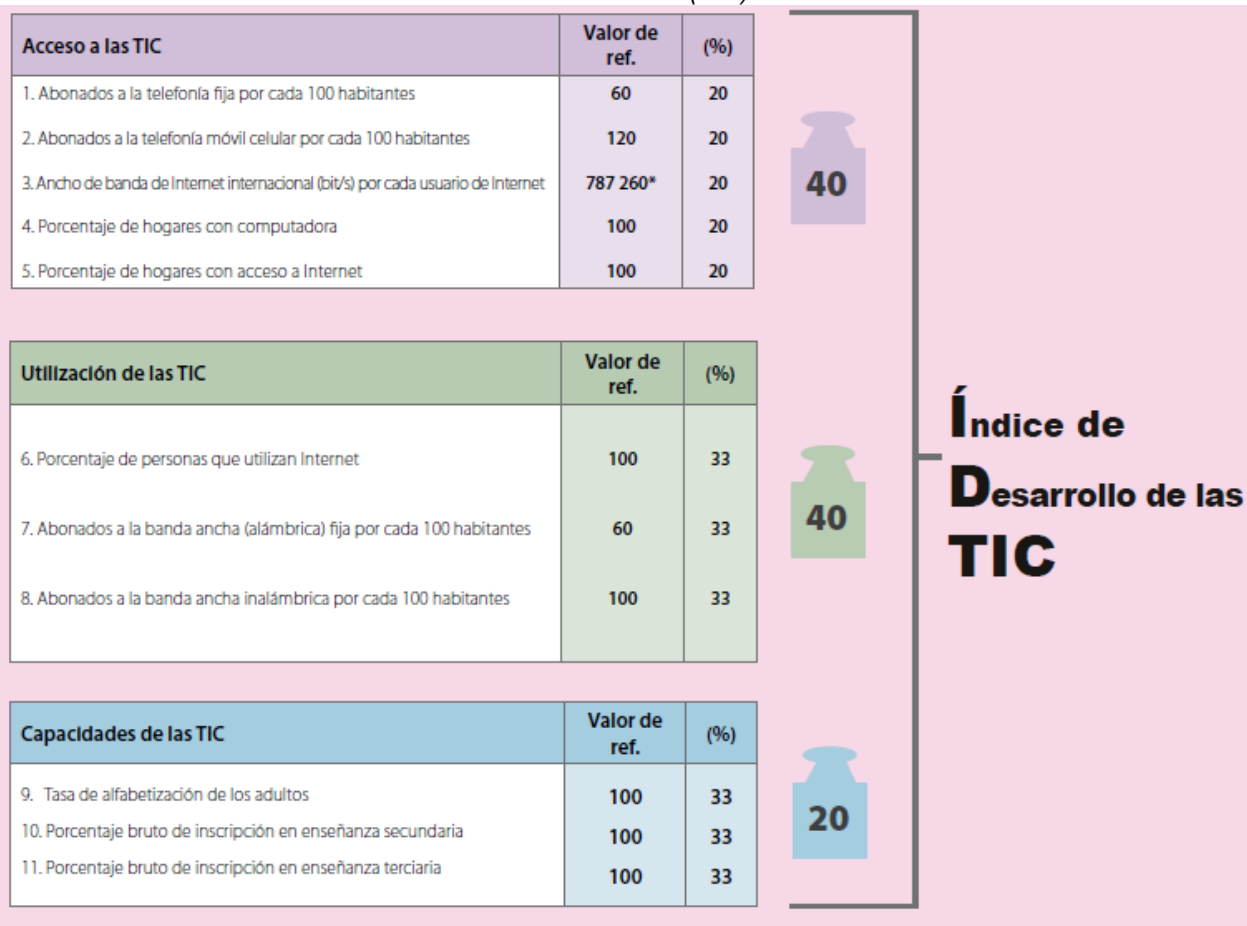 Acceso a las TIC Valor de ref. (%)
1. Abonados a la telefonía fija por cada 100 habitantes 60 20
2. Abonados a la telefonía móvil celular por cada 100 habitantes 120 20
3. Ancho de banda de Internet internacional (bit/s) por cada usuario de Internet 787 260* 20
4. Porcentaje de hogares con computadora 100 20
5. Porcentaje de hogares con acceso a Internet 100 20
40
Utilización de las TIC Valor de ref. (%)
6. Porcentaje de personas que utilizan Internet 100 33
7. Abonados a la banda ancha (alámbrica) fija por cada 100 habitantes 60 33
8. Abonados a la banda ancha inalámbrica por cada 100 habitantes 100 33
40
Capacidades de las TIC Valor de ref. (%)
9. Tasa de alfabetización de los adultos 100 33
10. Porcentaje bruto de inscripción en enseñanza secundaria 100 33
11. Porcentaje bruto de inscripción en enseñanza terciaria 100 33
20
Índice de
Desarrollo de las
TIC